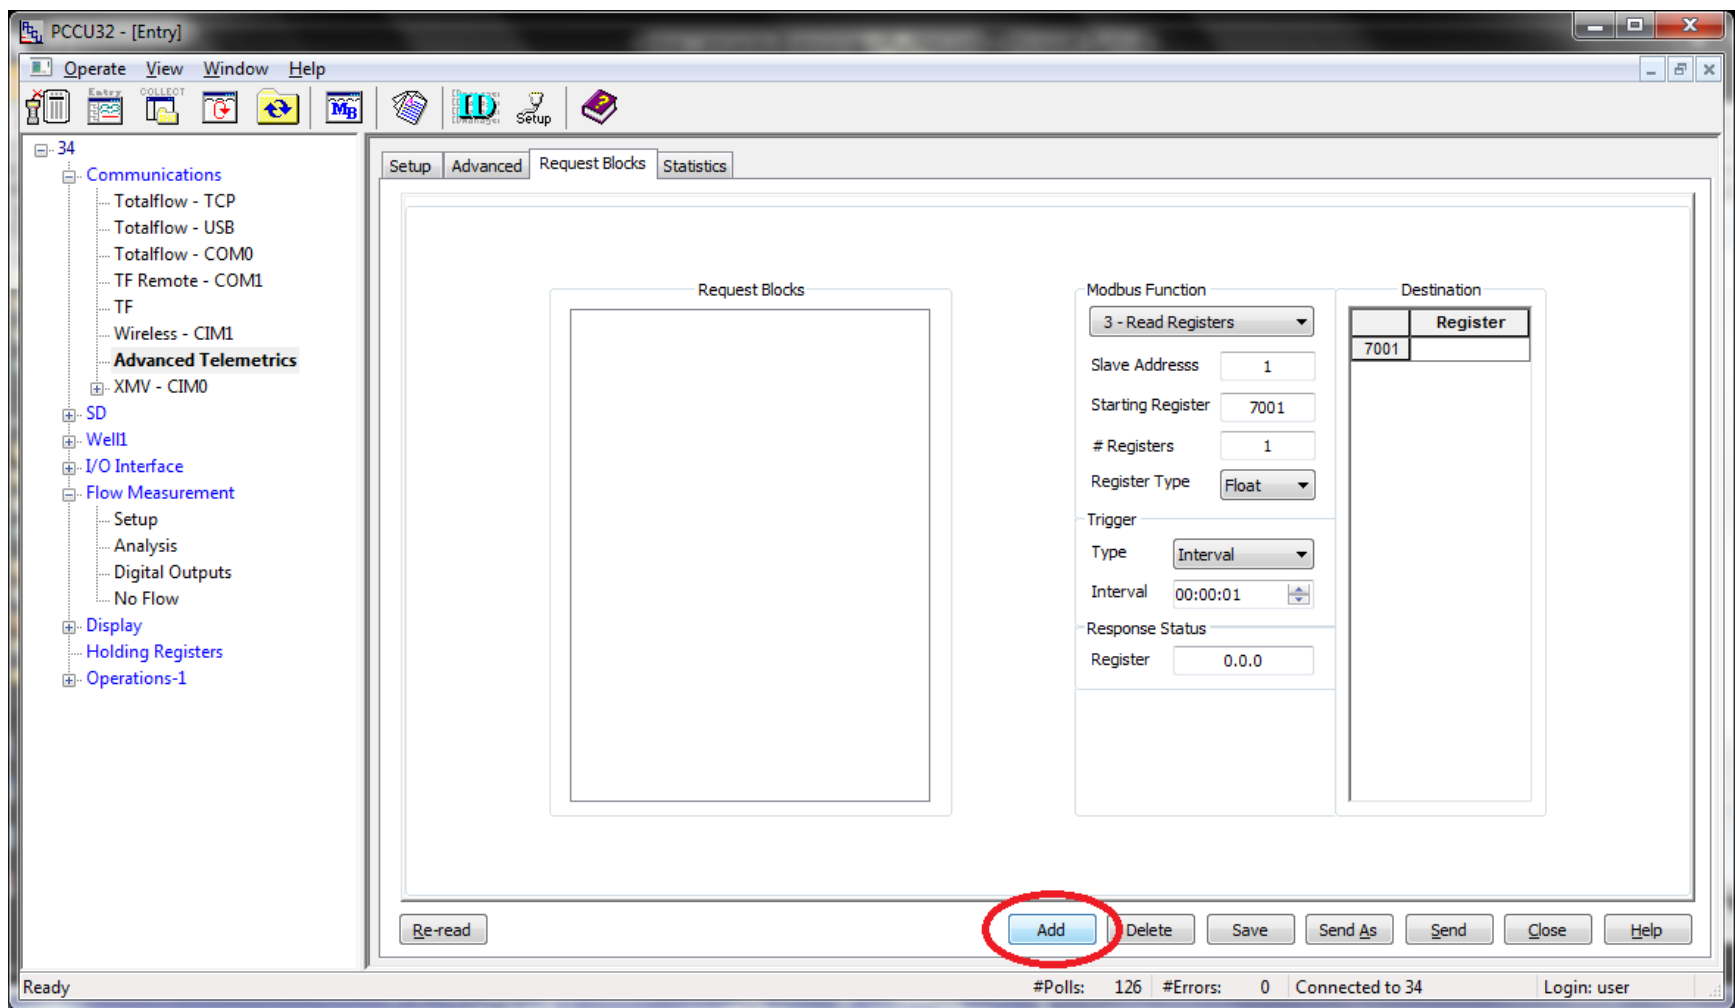 PCCU32 - [Entry]
Operate View Window Help
Entry
COLLECT
MB
ID
Setup
34
Communications
Totalflow - TCP
Totalflow - USB
Totalflow - COM0
TF Remote - COM1
TF
Wireless - CIM1
Advanced Telemetrics
XMV - CIM0
SD
Well1
I/O Interface
Flow Measurement
Setup
Analysis
Digital Outputs
No Flow
Display
Holding Registers
Operations-1
Setup Advanced Request Blocks Statistics
Request Blocks
Modbus Function
3 - Read Registers
Slave Addresss 1
Starting Register 7001
# Registers 1
Register Type Float
Trigger
Type Interval
Interval 00:00:01
Response Status
Register 0.0.0
Destination
Register
7001
Re-read Add Delete Save Send As Send Close Help
Ready #Polls: 126 #Errors: 0 Connected to 34 Login: user